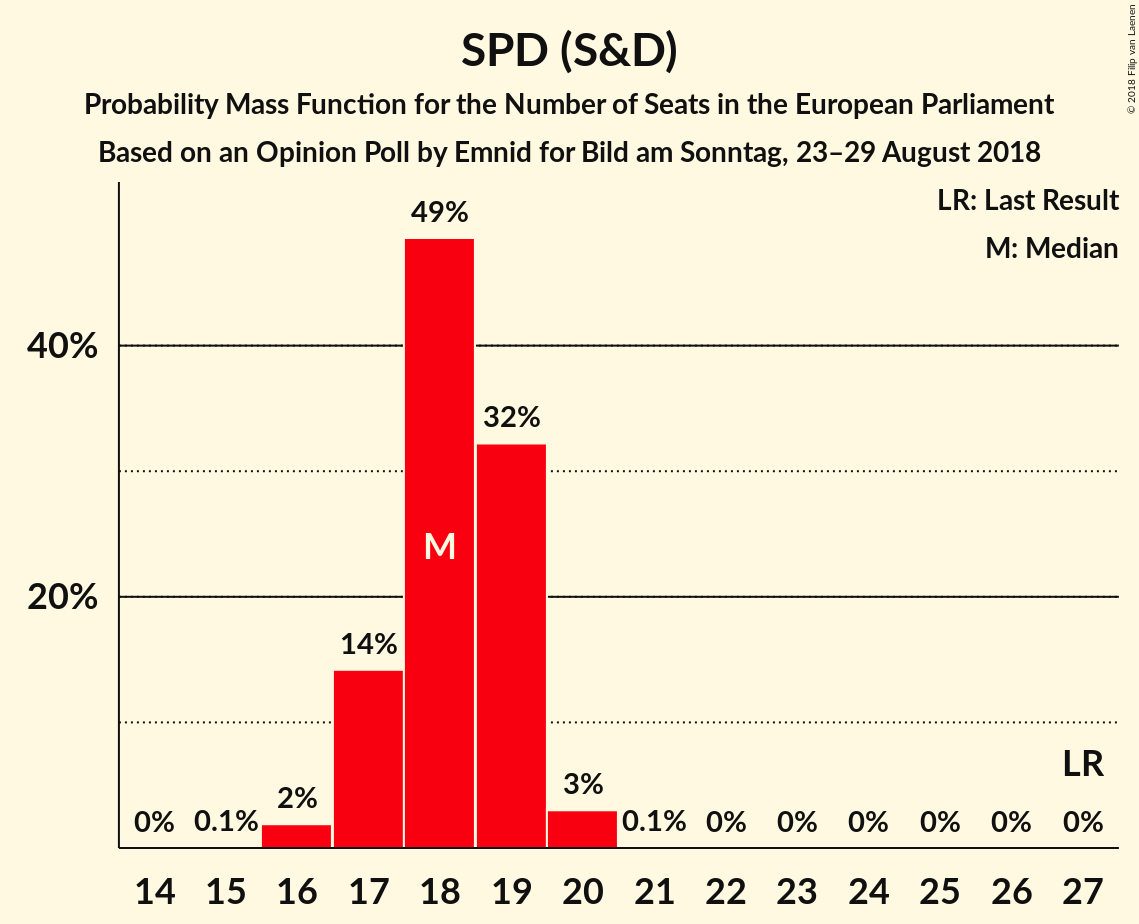 SPD (S&D)
Probability Mass Function for the Number of Seats in the European Parliament
Based on an Opinion Poll by Emnid for Bild am Sonntag, 23–29 August 2018
© 2018 Filip van Laenen
LR: Last Result
M: Median
49%
40%
32%
M
20%
14%
LR
0% 0.1% 2% 3% 0.1% 0% 0% 0% 0% 0% 0%
14 15 16 17 18 19 20 21 22 23 24 25 26 27